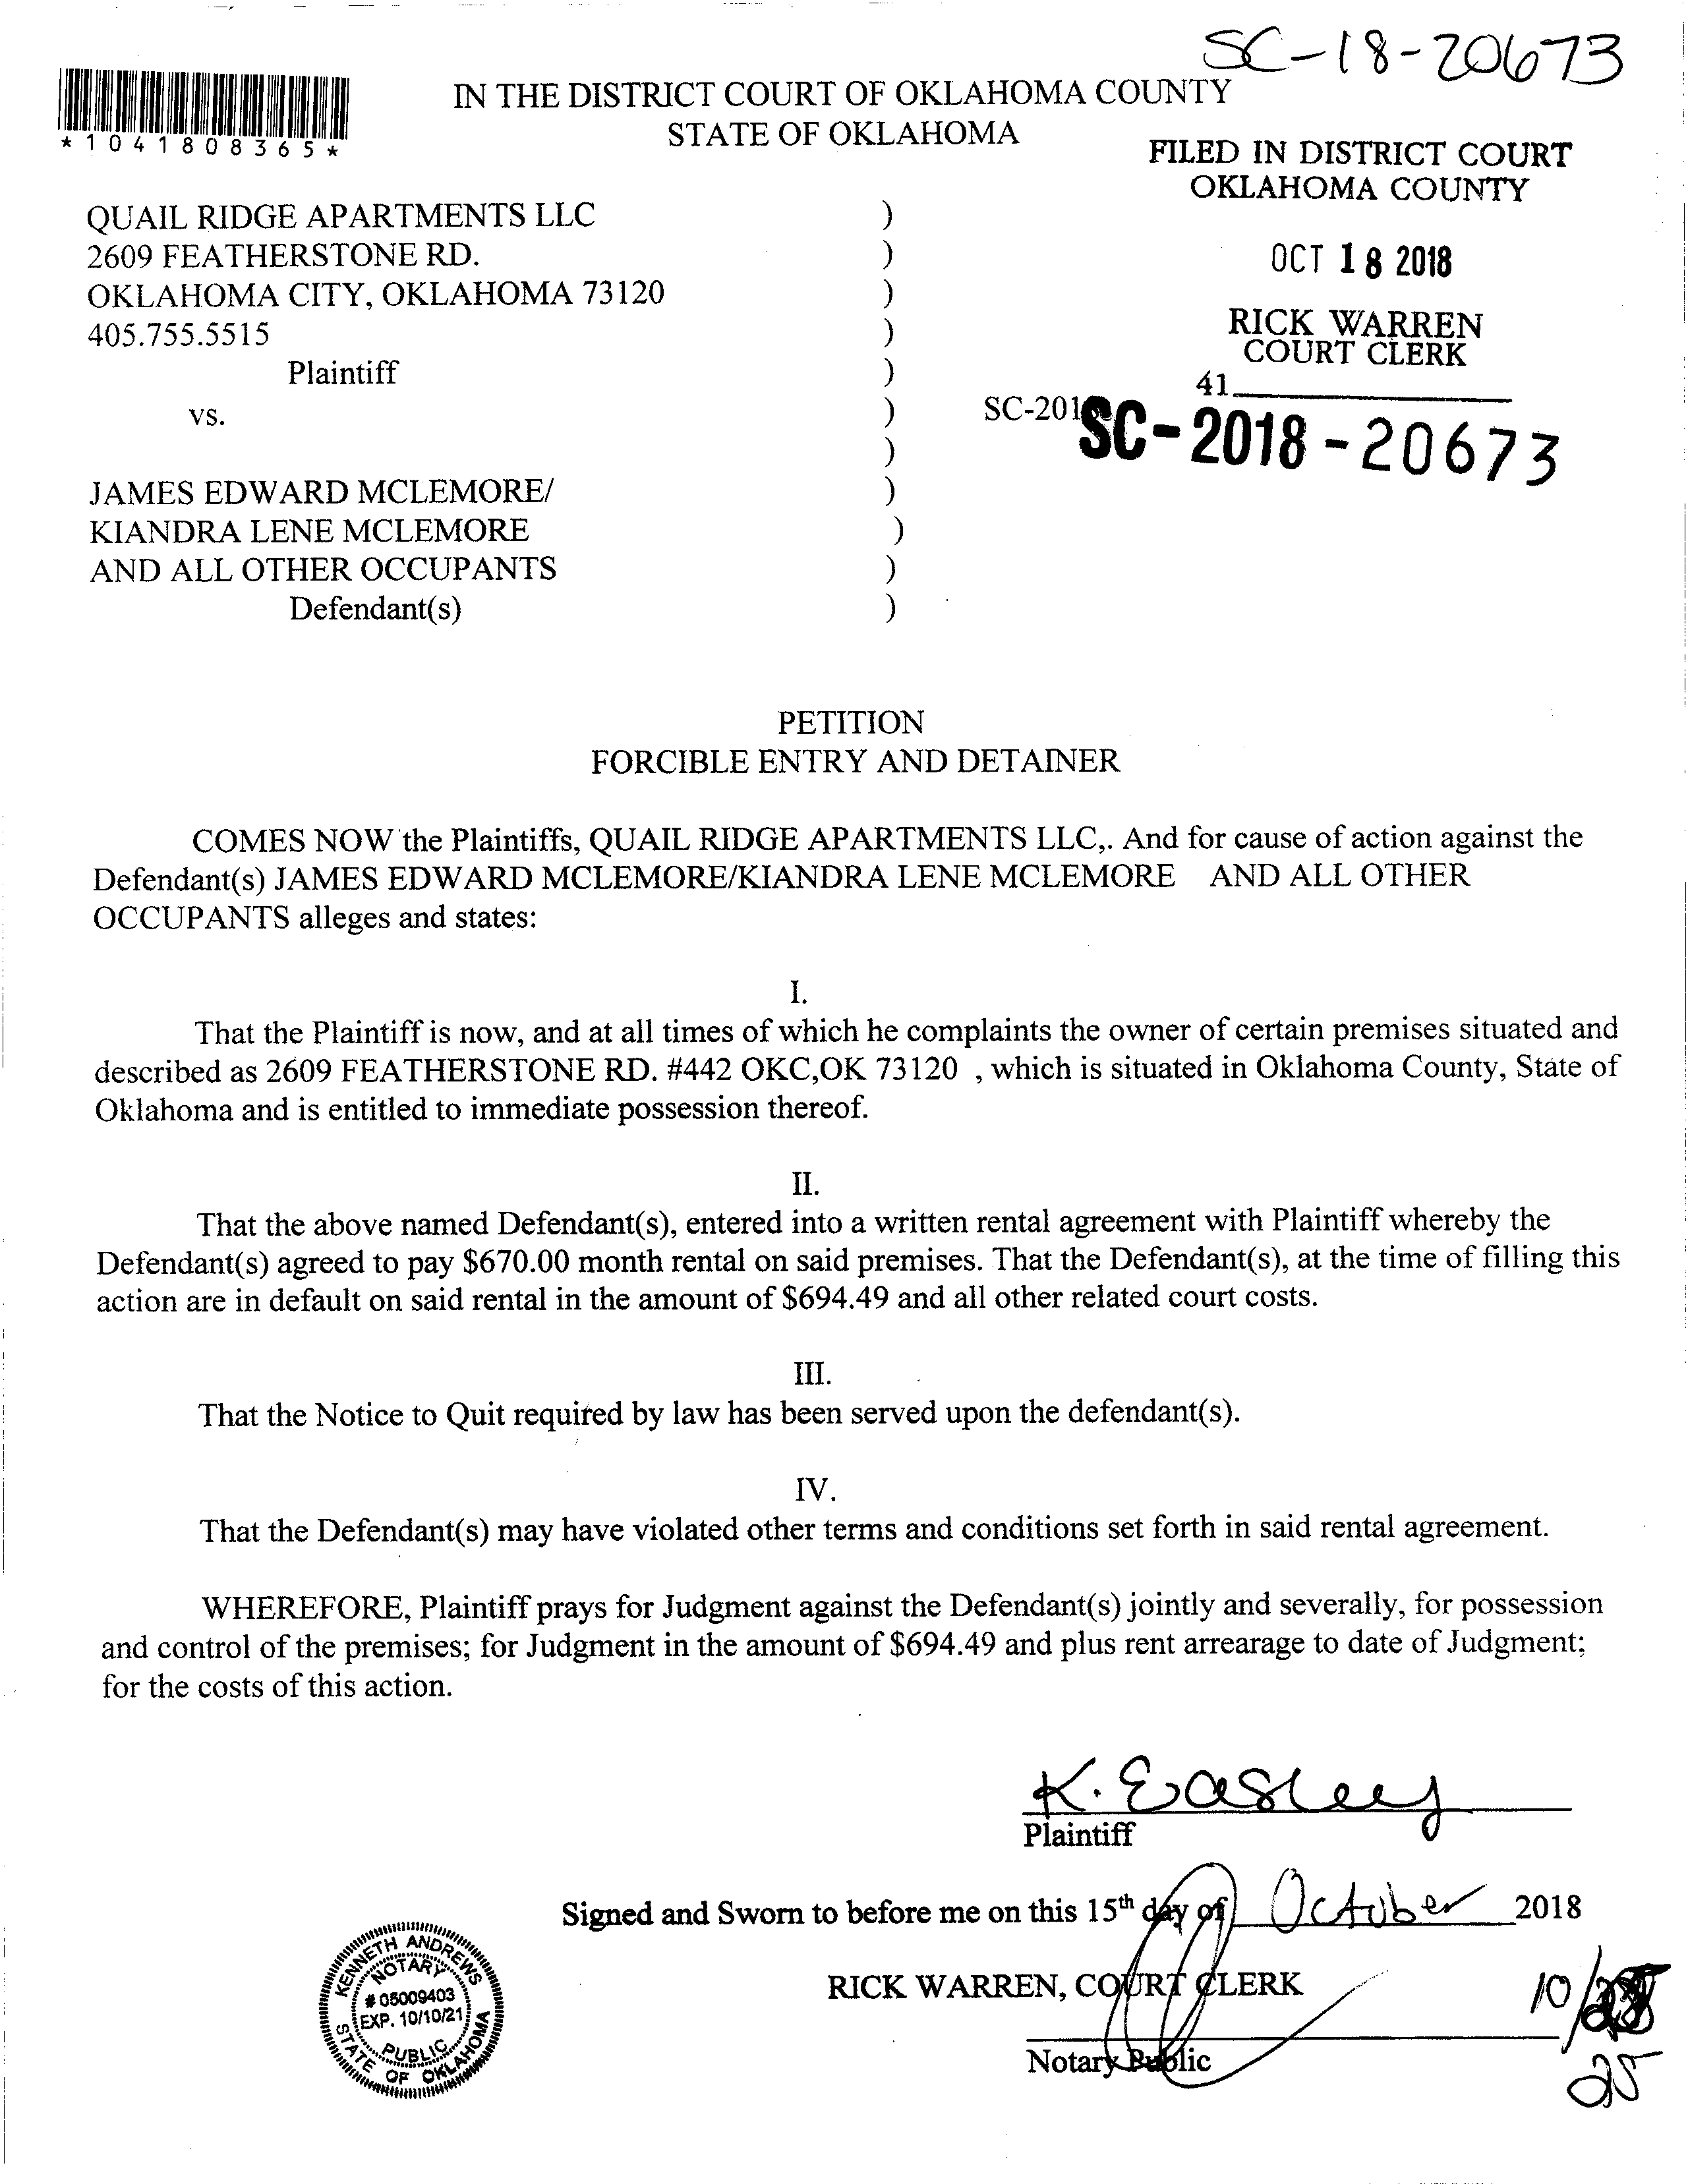 SC-18-20673
*1041808365*
IN THE DISTRICT COURT OF OKLAHOMA COUNTY
STATE OF OKLAHOMA
FILED IN DISTRICT COURT
OKLAHOMA COUNTY
OCT 18 2018
RICK WARREN
COURT CLERK
41
QUAIL RIDGE APARTMENTS LLC )
2609 FEATHERSTONE RD. )
OKLAHOMA CITY, OKLAHOMA 73120 )
405.755.5515 )
Plaintiff )
vs. ) SC-201 SC-2018-20673
)
JAMES EDWARD MCLEMORE/ )
KIANDRA LENE MCLEMORE )
AND ALL OTHER OCCUPANTS )
Defendant(s) )
PETITION
FORCIBLE ENTRY AND DETAINER
COMES NOW the Plaintiffs, QUAIL RIDGE APARTMENTS LLC,. And for cause of action against the
Defendant(s) JAMES EDWARD MCLEMORE/KIANDRA LENE MCLEMORE AND ALL OTHER
OCCUPANTS alleges and states:
I.
That the Plaintiff is now, and at all times of which he complaints the owner of certain premises situated and
described as 2609 FEATHERSTONE RD. #442 OKC,OK 73120 , which is situated in Oklahoma County, State of
Oklahoma and is entitled to immediate possession thereof.
II.
That the above named Defendant(s), entered into a written rental agreement with Plaintiff whereby the
Defendant(s) agreed to pay $670.00 month rental on said premises. That the Defendant(s), at the time of filling this
action are in default on said rental in the amount of $694.49 and all other related court costs.
III.
That the Notice to Quit required by law has been served upon the defendant(s).
IV.
That the Defendant(s) may have violated other terms and conditions set forth in said rental agreement.
WHEREFORE, Plaintiff prays for Judgment against the Defendant(s) jointly and severally, for possession
and control of the premises; for Judgment in the amount of $694.49 and plus rent arrearage to date of Judgment;
for the costs of this action.
K. Easley
Plaintiff
Signed and Sworn to before me on this 15th day of October 2018
RICK WARREN, COURT CLERK
Notary Public
10/
25
KENNETH ANDREWS
NOTARY
# 05009403
EXP. 10/10/21
PUBLIC
STATE OF OKLAHOMA